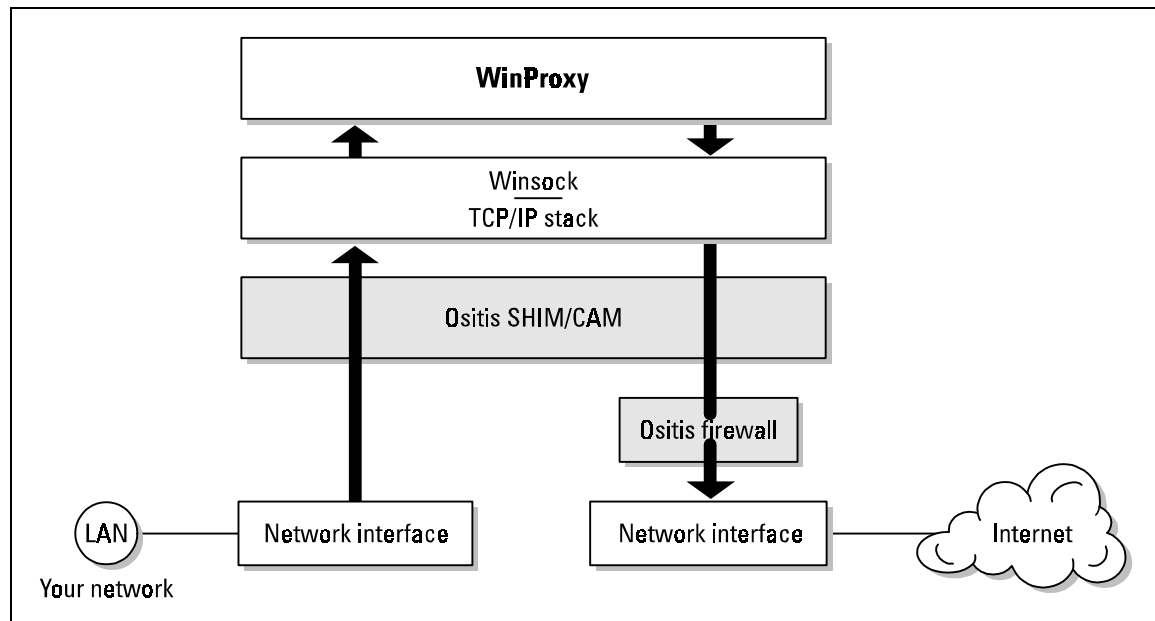 WinProxy
Winsock
TCP/IP stack
Ositis SHIM/CAM
Ositis firewall
LAN
Network interface
Network interface
Internet
Your network